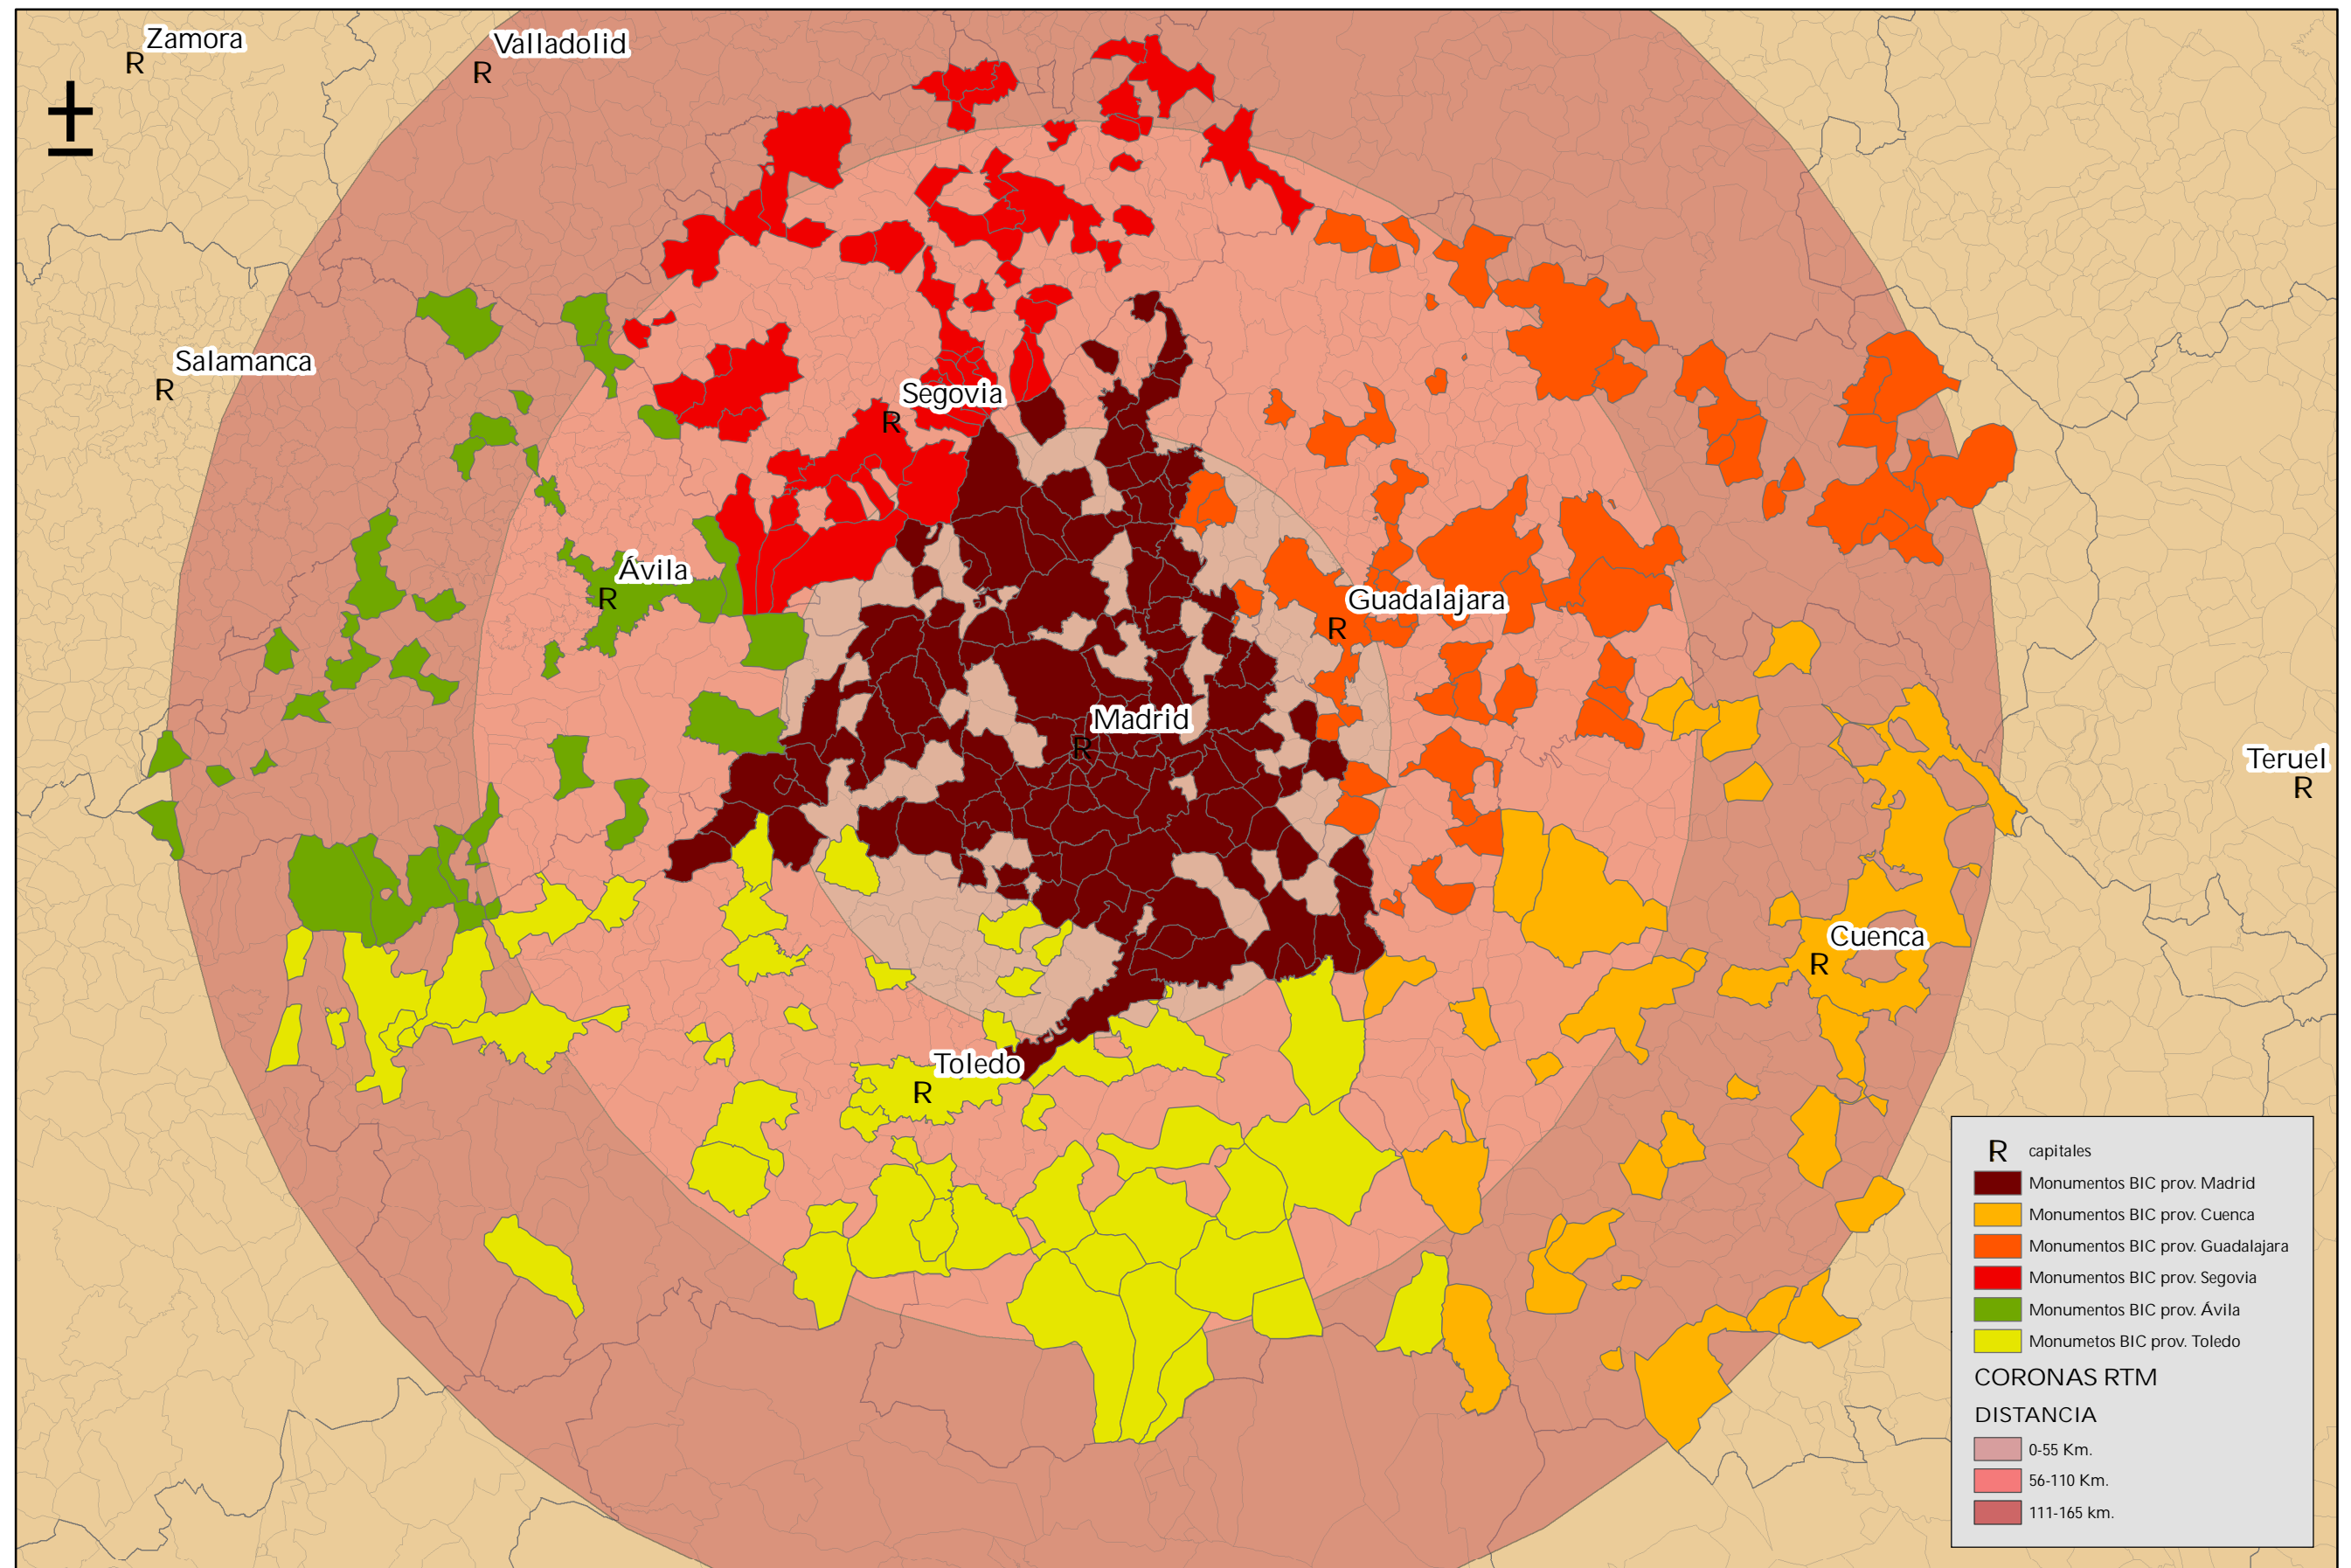 Zamora
R
Valladolid
R
Salamanca
R
Segovia
R
Ávila
R
Guadalajara
R
Madrid
R
Teruel
R
Cuenca
R
Toledo
R
R capitales
Monumentos BIC prov. Madrid
Monumentos BIC prov. Cuenca
Monumentos BIC prov. Guadalajara
Monumentos BIC prov. Segovia
Monumentos BIC prov. Ávila
Monumetos BIC prov. Toledo
CORONAS RTM
DISTANCIA
0-55 Km.
56-110 Km.
111-165 km.